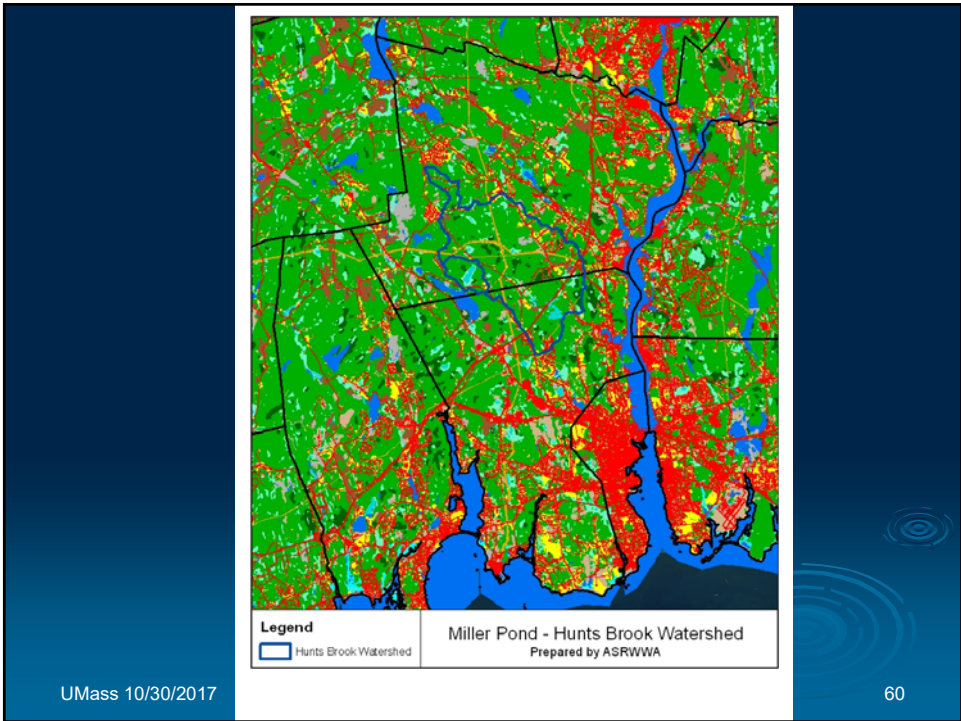 Legend
Hunts Brook Watershed
Miller Pond - Hunts Brook Watershed
Prepared by ASRWWA
UMass 10/30/2017
60